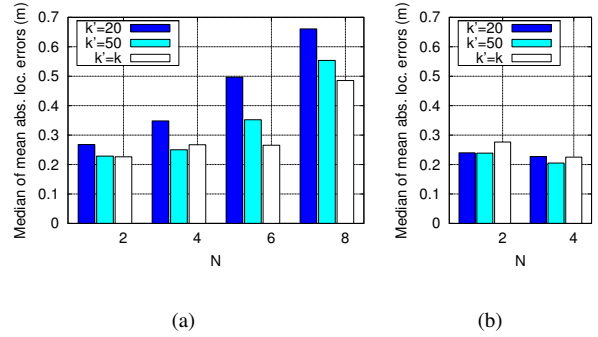 Median of mean abs. loc. errors (m)
0.7
0.6
0.5
0.4
0.3
0.2
0.1
0
k'=20
k'=50
k'=k
2 4 6 8
N
(a)
Median of mean abs. loc. errors (m)
0.7
0.6
0.5
0.4
0.3
0.2
0.1
0
k'=20
k'=50
k'=k
2 4
N
(b)